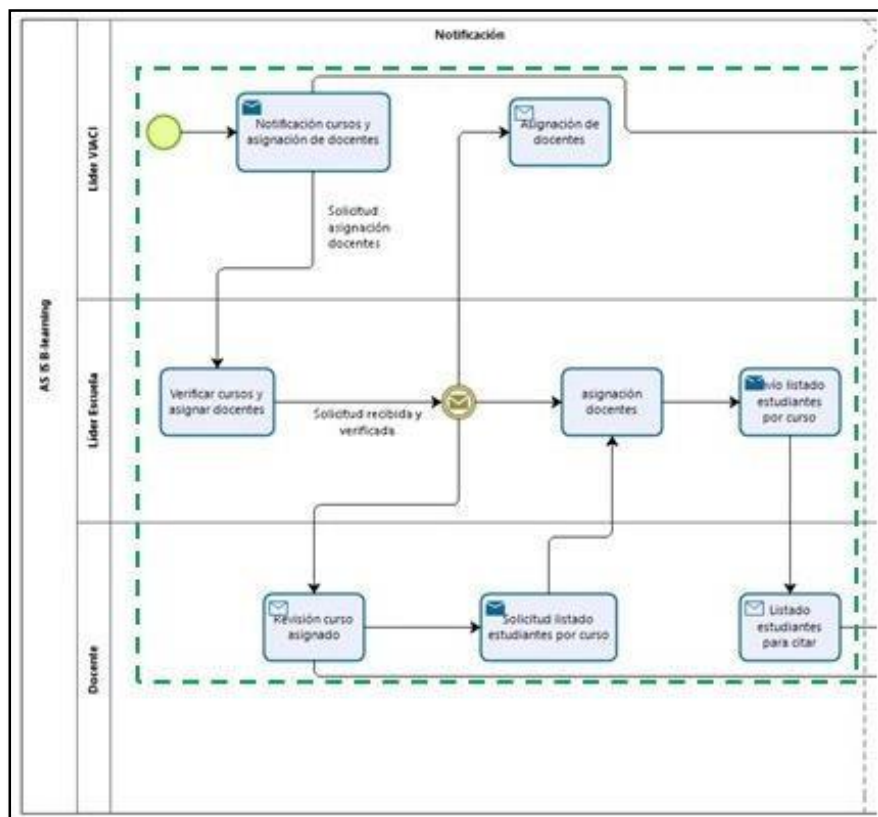 Notificación
AS IS B-learning
Líder VIACI
Notificación cursos y
asignación de docentes
Asignación de
docentes
Solicitud
asignación
docentes
Líder Escuela
Verificar cursos y
asignar docentes
Solicitud recibida y
verificada
asignación
docentes
nvío listado
estudiantes
por curso
Docente
Revisión curso
asignado
Solicitud listado
estudiantes por curso
Listado
estudiantes
para citar